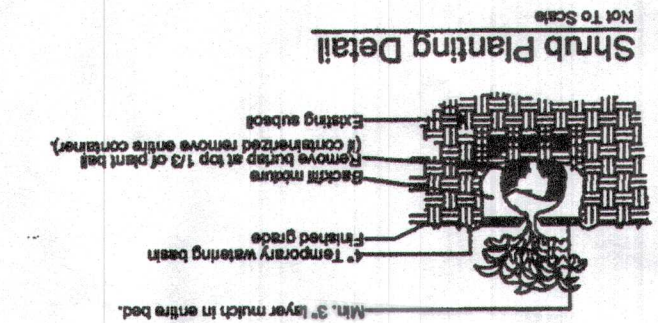 Min. 3" layer mulch in entire bed.
4" Temporary watering basin
Finished grade
Backfill mixture
Remove burlap at top 1/3 of plant ball
(if containerized remove entire container).
Existing subsoil
Shrub Planting Detail
Not To Scale